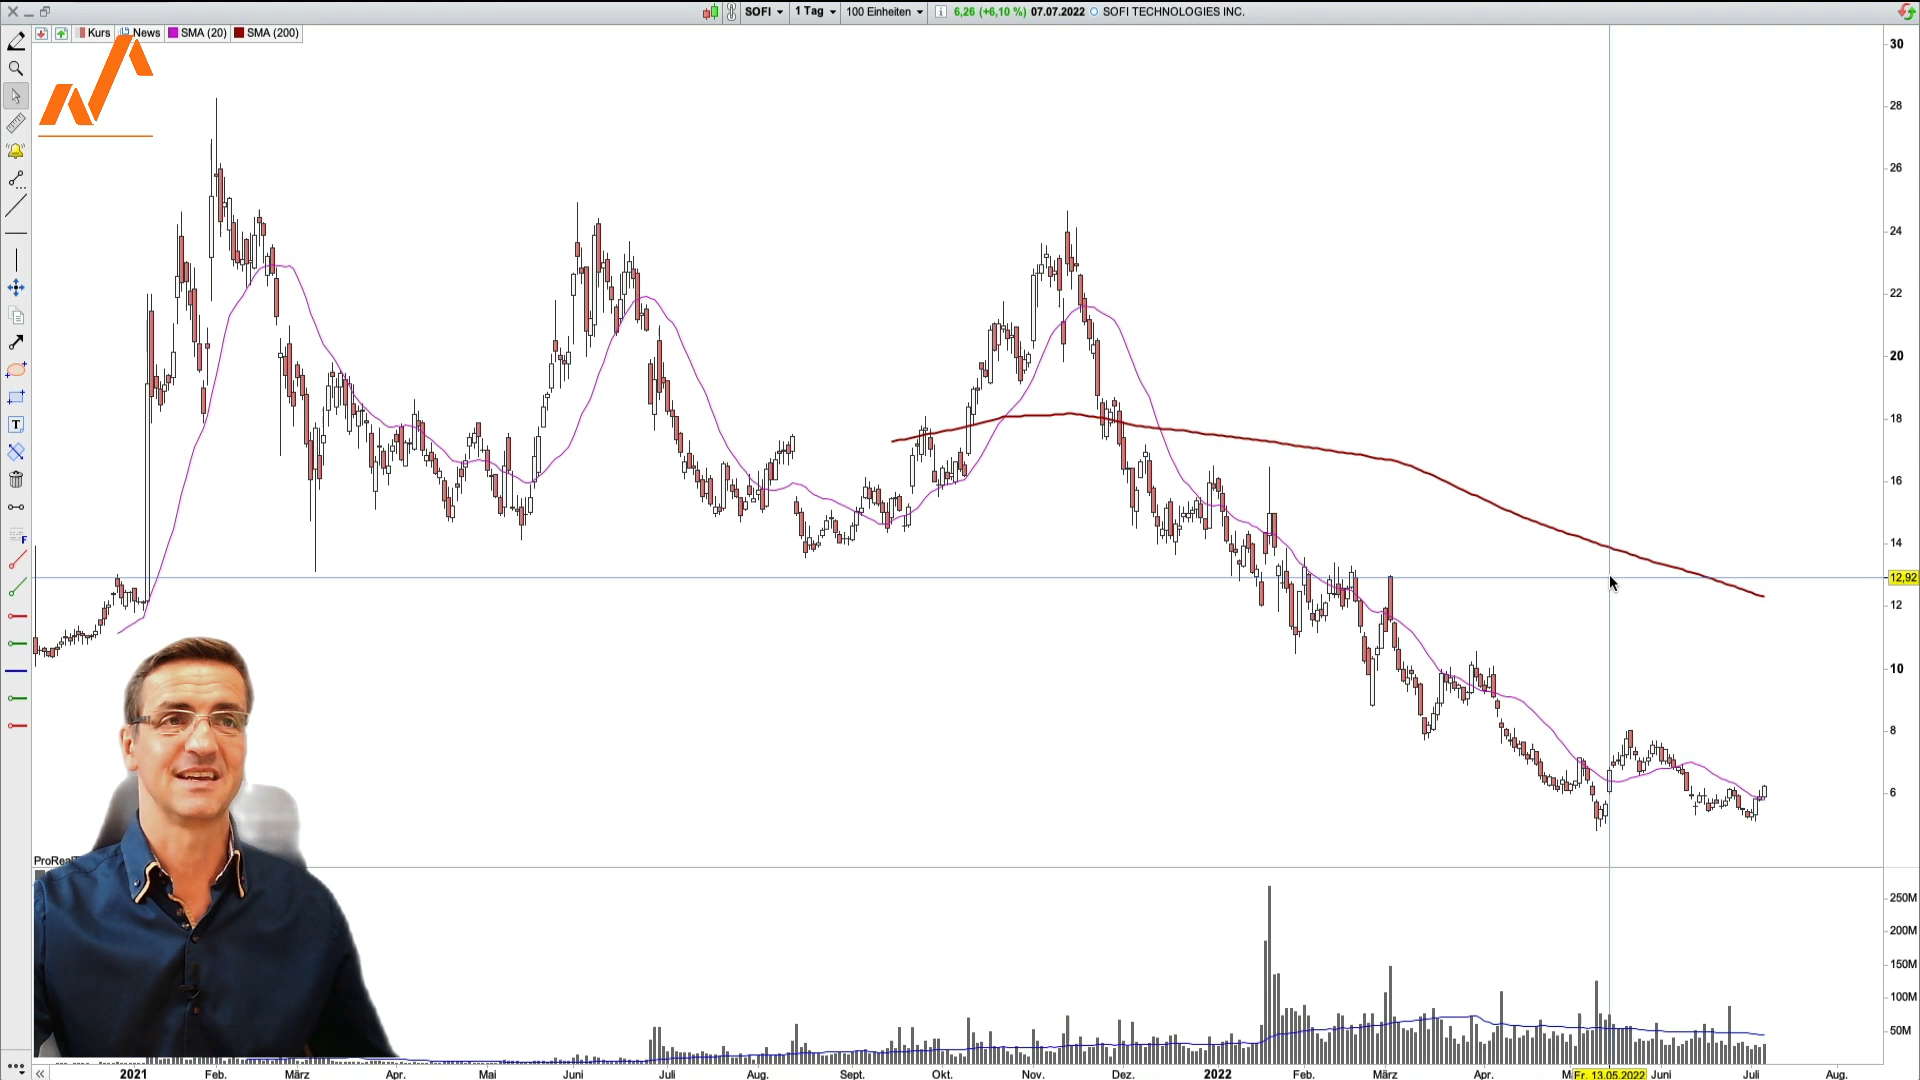 SOFI 1 Tag 100 Einheiten 6,26 (+6,10 %) 07.07.2022 SOFI TECHNOLOGIES INC.
Kurs News SMA (20) SMA (200)
30
28
26
24
22
20
18
16
14
12,92
12
10
8
6
ProRealT
250M
200M
150M
100M
50M
2021 Feb. März Apr. Mai Juni Juli Aug. Sept. Okt. Nov. Dez. 2022 Feb. März Apr. M Fr. 13.05.2022 Juni Juli Aug.
T
F